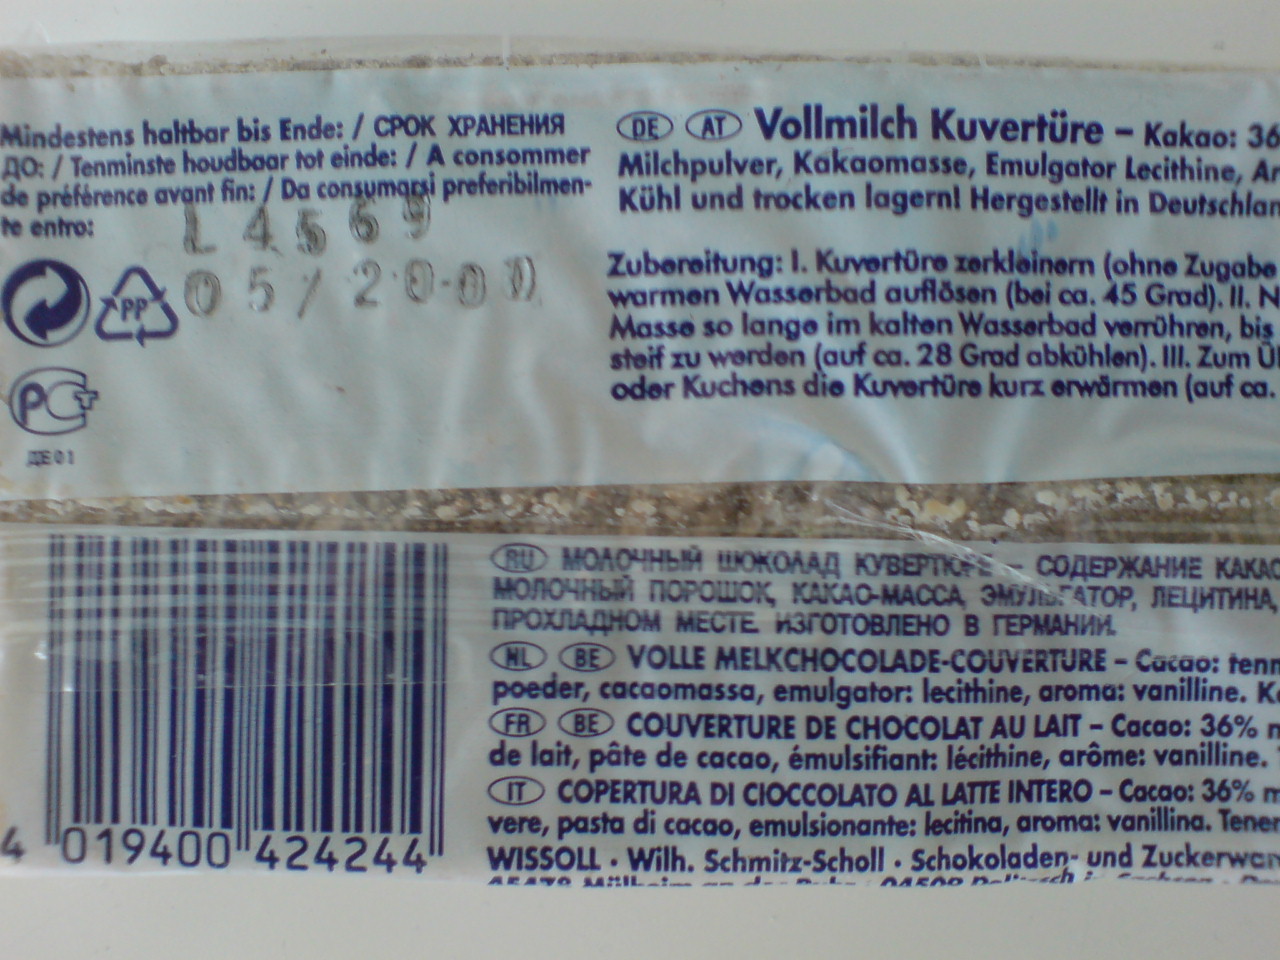 Mindestens haltbar bis Ende: / СРОК ХРАНЕНИЯ
ДО: / Tenminste houdbaar tot einde: / A consommer
de préférence avant fin: / Da consumarsi preferibilmen-
te entro:
L 4569
05/20
PP
РС
ДЕ01
DE AT Vollmilch Kuvertüre – Kakao: 36
Milchpulver, Kakaomasse, Emulgator Lecithine, Ar
Kühl und trocken lagern! Hergestellt in Deutschlan
Zubereitung: I. Kuvertüre zerkleinern (ohne Zugabe
warmen Wasserbad auflösen (bei ca. 45 Grad). II. N
Masse so lange im kalten Wasserbad verrühren, bis
steif zu werden (auf ca. 28 Grad abkühlen). III. Zum Ü
oder Kuchens die Kuvertüre kurz erwärmen (auf ca.
4 019400 424244
RU МОЛОЧНЫЙ ШОКОЛАД КУВЕРТЮРЕ – СОДЕРЖАНИЕ КАКАО
МОЛОЧНЫЙ ПОРОШОК, КАКАО-МАССА, ЭМУЛЬГАТОР, ЛЕЦИТИНА,
ПРОХЛАДНОМ МЕСТЕ. ИЗГОТОВЛЕНО В ГЕРМАНИИ.
NL BE VOLLE MELKCHOCOLADE-COUVERTURE – Cacao: tenm
poeder, cacaomassa, emulgator: lecithine, aroma: vanilline. K
FR BE COUVERTURE DE CHOCOLAT AU LAIT – Cacao: 36% m
de lait, pâte de cacao, émulsifiant: lécithine, arôme: vanilline.
IT COPERTURA DI CIOCCOLATO AL LATTE INTERO – Cacao: 36% m
vere, pasta di cacao, emulsionante: lecitina, aroma: vanillina. Tener
WISSOLL · Wilh. Schmitz-Scholl · Schokoladen- und Zuckerwar